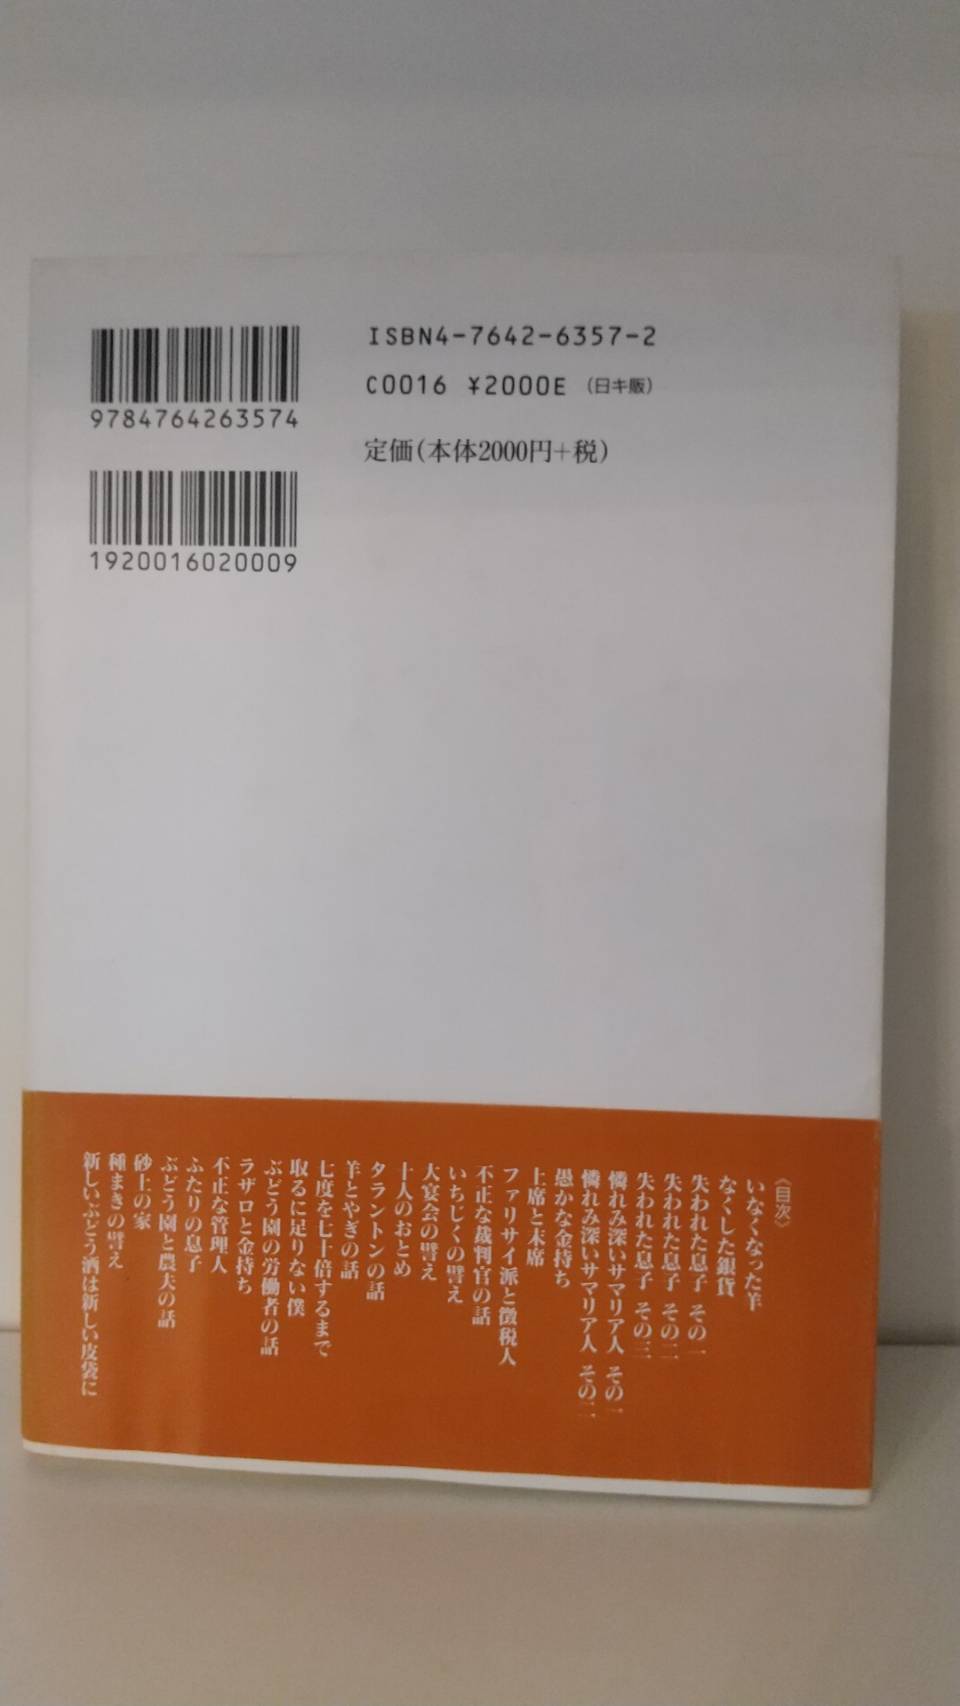 9784764263574
1920016020009
ISBN4-7642-6357-2
C0016 ¥2000E (日キ販)
定価(本体2000円+税)
《目次》
いなくなった羊
なくした銀貨
失われた息子 その一
失われた息子 その二
失われた息子 その三
憐れみ深いサマリア人 その一
憐れみ深いサマリア人 その二
愚かな金持ち
上席と末席
ファリサイ派と徴税人
不正な裁判官の話
いちじくの譬え
大宴会の譬え
十人のおとめ
タラントンの話
羊とやぎの話
七度を七十倍するまで
取るに足りない僕
ぶどう園の労働者の話
ラザロと金持ち
不正な管理人
ふたりの息子
ぶどう園と農夫の話
砂上の家
種まきの譬え
新しいぶどう酒は新しい皮袋に